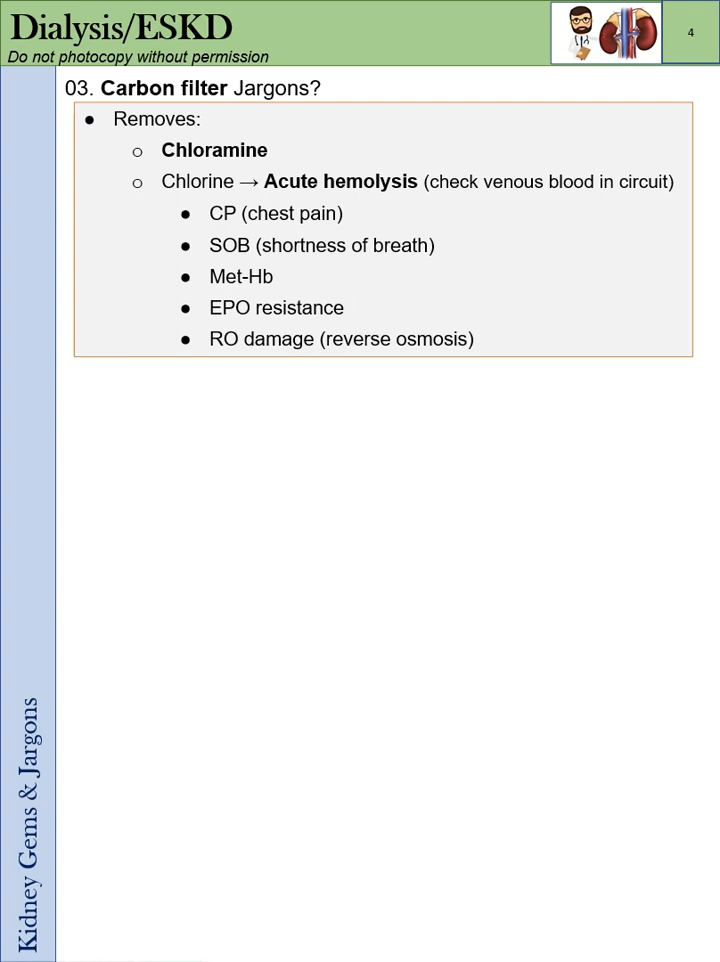 Dialysis/ESKD
Do not photocopy without permission
4
03. Carbon filter Jargons?
● Removes:
o Chloramine
o Chlorine → Acute hemolysis (check venous blood in circuit)
● CP (chest pain)
● SOB (shortness of breath)
● Met-Hb
● EPO resistance
● RO damage (reverse osmosis)
Kidney Gems & Jargons